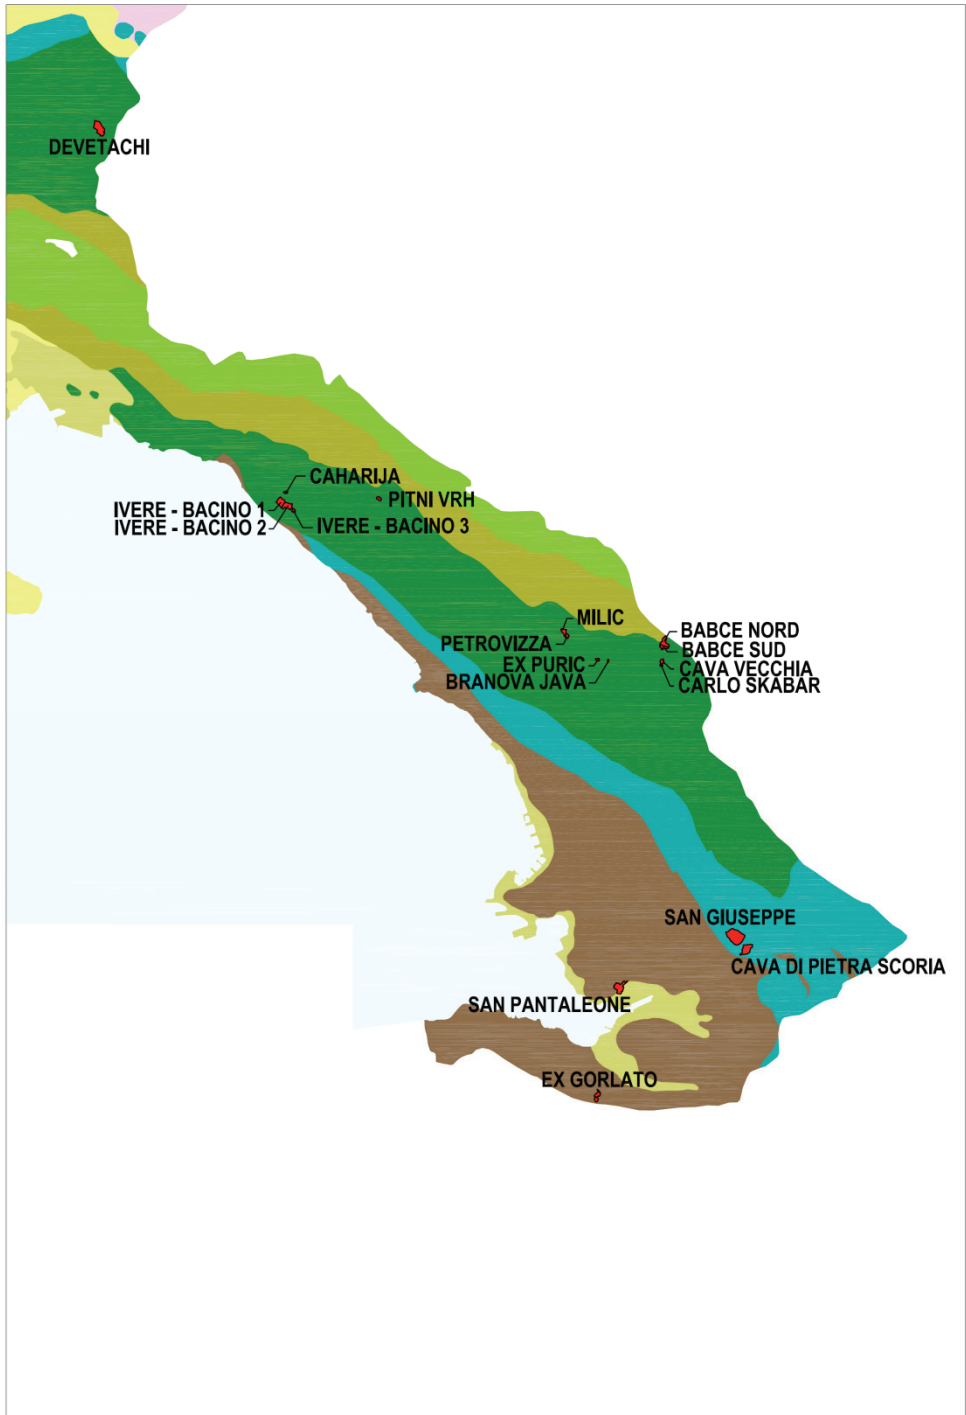 DEVETACHI
CAHARIJA
PITNI VRH
IVERE - BACINO 1
IVERE - BACINO 2
IVERE - BACINO 3
MILIC
PETROVIZZA
EX PURIC
BRANOVA JAVA
BABCE NORD
BABCE SUD
CAVA VECCHIA
CARLO SKABAR
SAN GIUSEPPE
CAVA DI PIETRA SCORIA
SAN PANTALEONE
EX GORLATO